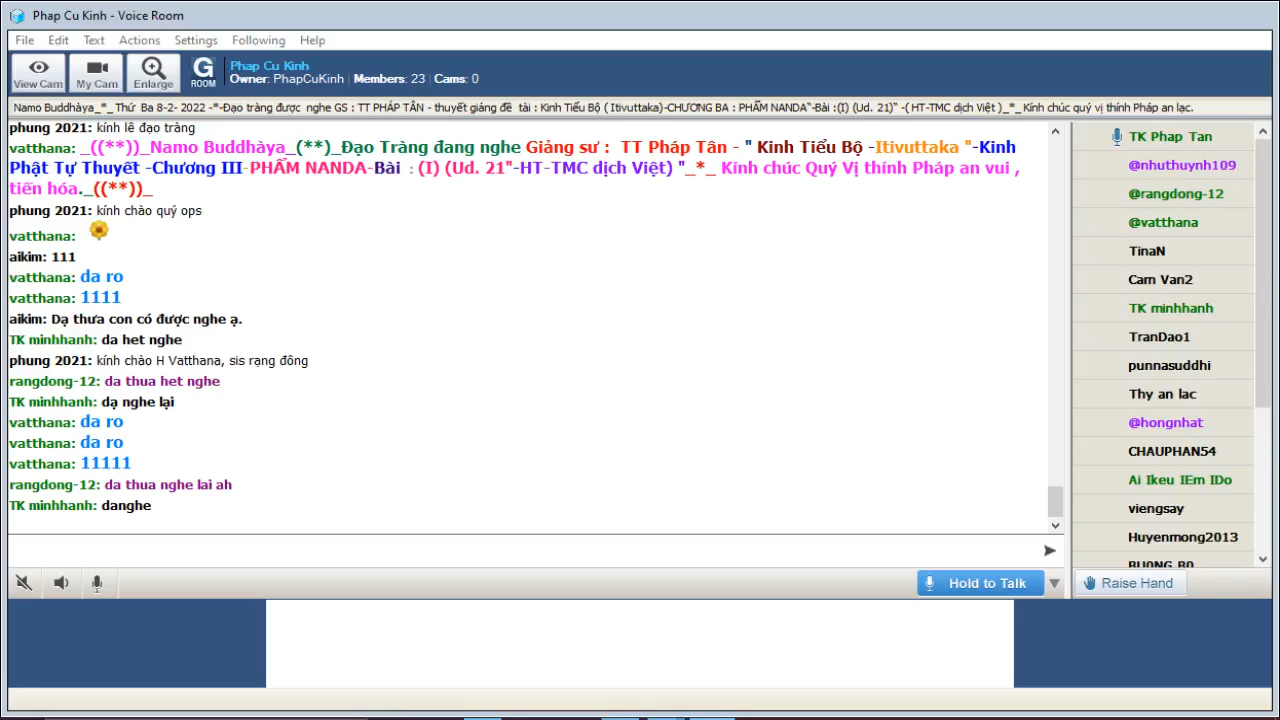 Phap Cu Kinh - Voice Room
File Edit Text Actions Settings Following Help
View Cam My Cam Enlarge G ROOM
Phap Cu Kinh
Owner: PhapCuKinh | Members: 23 | Cams: 0
Namo Buddhàya_*_Thứ Ba 8-2- 2022 -*-Đạo tràng được nghe GS : TT PHÁP TÂN - thuyết giảng đề tài : Kinh Tiểu Bộ ( Itivuttaka)-CHƯƠNG BA : PHẨM NANDA"-Bài :(I) (Ud. 21)" -( HT-TMC dịch Việt )_*_ Kính chúc quý vị thính Pháp an lạc.
phung 2021: kính lễ đạo tràng
vatthana: _((**))_Namo Buddhàya_(**)_Đạo Tràng đang nghe Giảng sư : TT Pháp Tân - " Kinh Tiểu Bộ -Itivuttaka "-Kinh
Phật Tự Thuyết -Chương III-PHẨM NANDA-Bài : (I) (Ud. 21"-HT-TMC dịch Việt) "_*_ Kính chúc Quý Vị thính Pháp an vui ,
tiến hóa._((**))_
phung 2021: kính chào quý ops
vatthana:
aikim: 111
vatthana: da ro
vatthana: 1111
aikim: Dạ thưa con có được nghe ạ.
TK minhhanh: da het nghe
phung 2021: kính chào H Vatthana, sis rạng đông
rangdong-12: da thua het nghe
TK minhhanh: dạ nghe lại
vatthana: da ro
vatthana: da ro
vatthana: 11111
rangdong-12: da thua nghe lai ah
TK minhhanh: danghe
TK Phap Tan
@nhuthuynh109
@rangdong-12
@vatthana
TinaN
Cam Van2
TK minhhanh
TranDao1
punnasuddhi
Thy an lac
@hongnhat
CHAUPHAN54
Ai Ikeu IEm IDo
viengsay
Huyenmong2013
Hold to Talk
Raise Hand